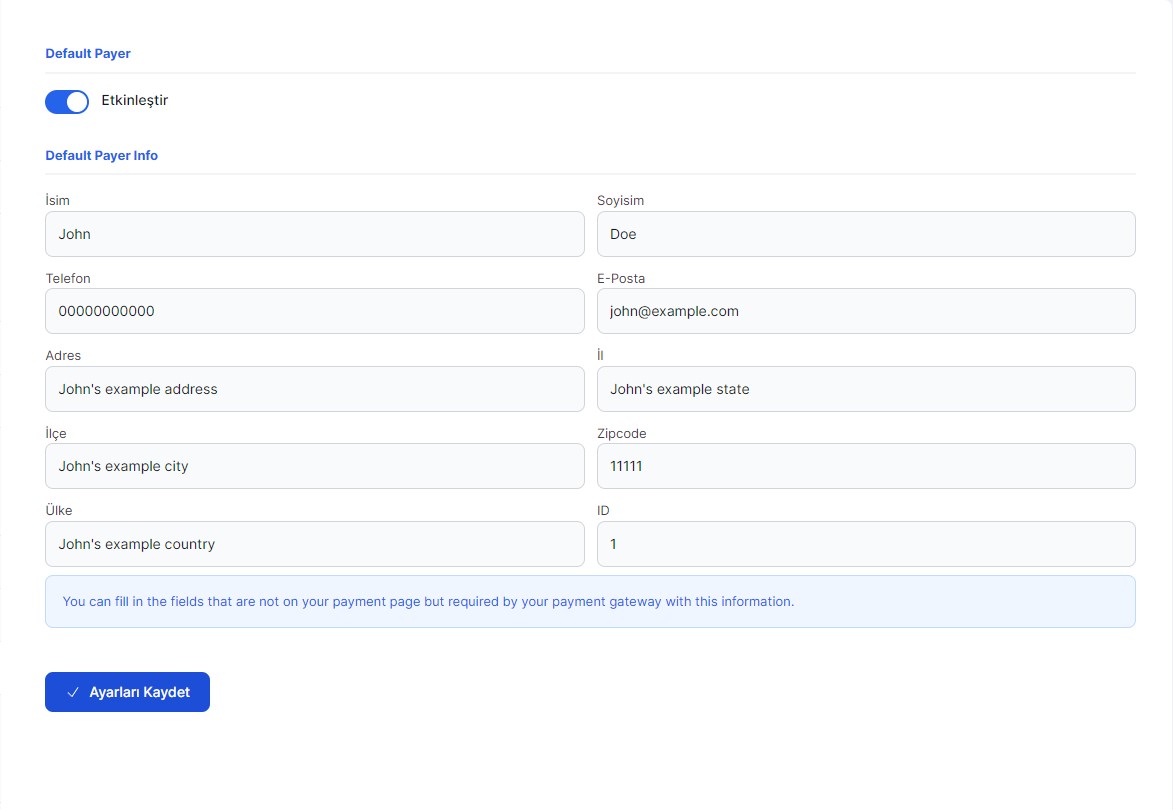 Default Payer
Etkinleştir
Default Payer Info
İsim
Soyisim
John
Doe
Telefon
E-Posta
00000000000
john@example.com
Adres
İl
John's example address
John's example state
İlçe
Zipcode
John's example city
11111
Ülke
ID
John's example country
1
You can fill in the fields that are not on your payment page but required by your payment gateway with this information.
Ayarları Kaydet